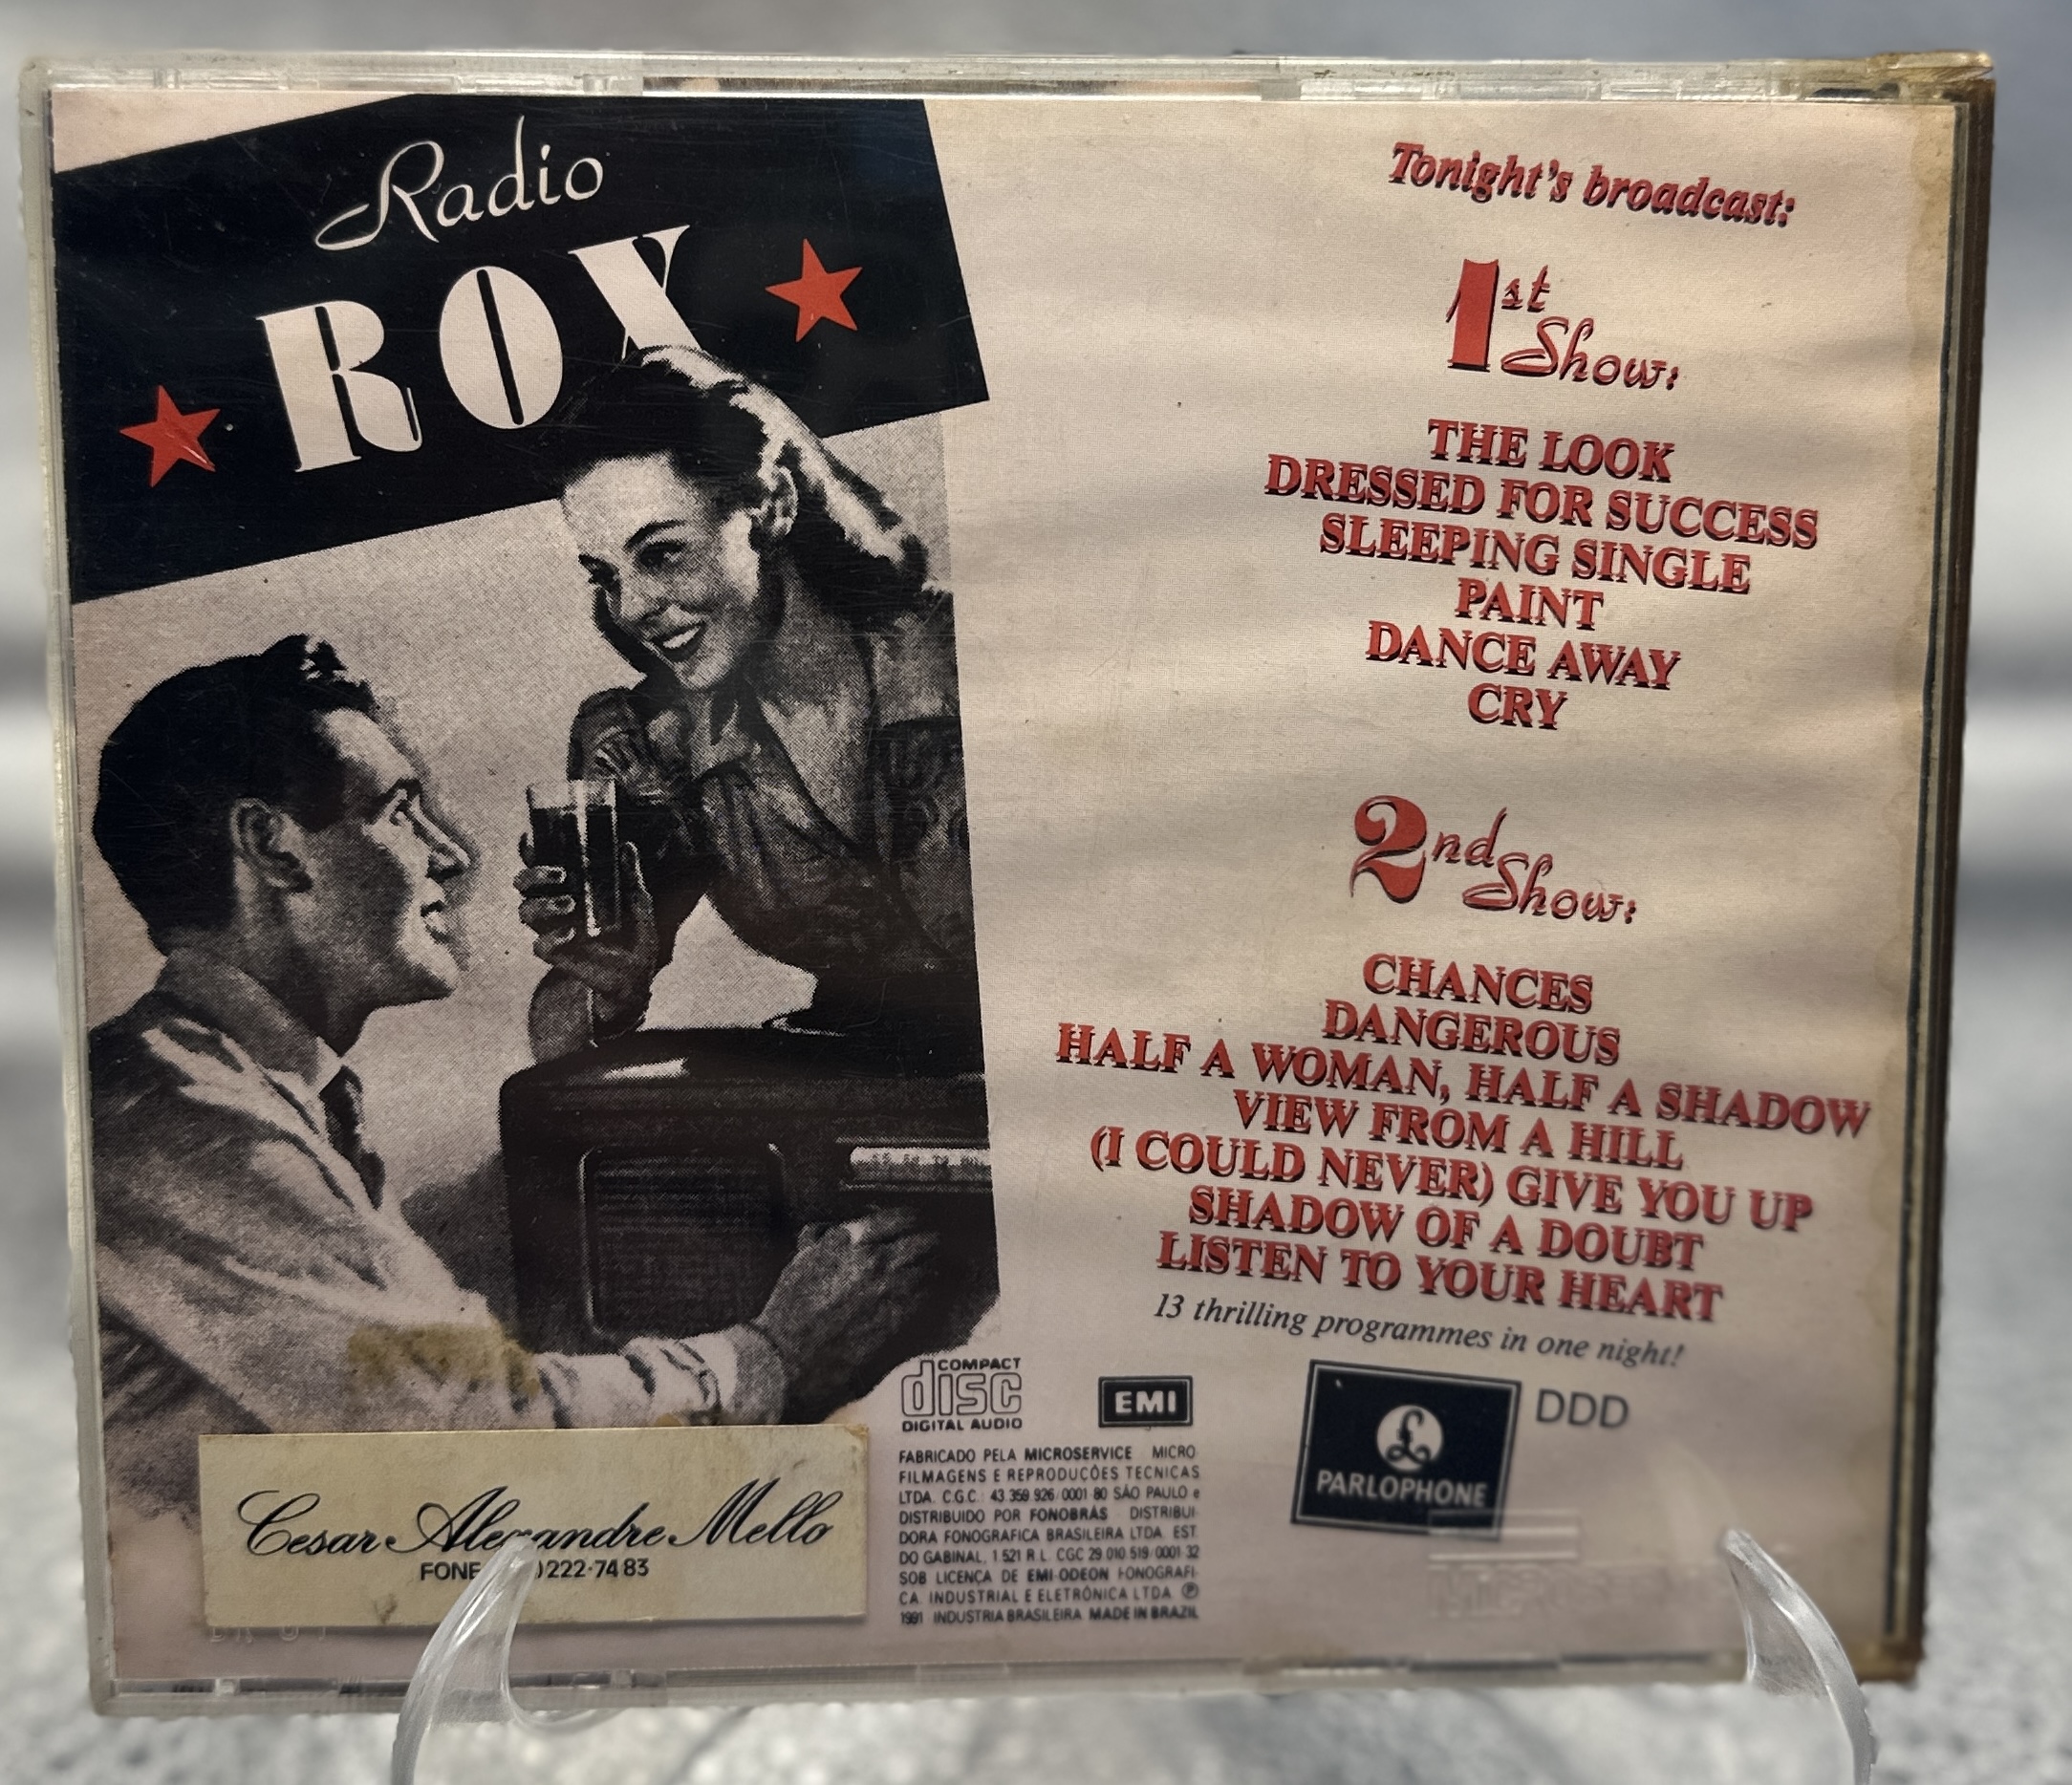 Radio
ROX
Tonight's broadcast:
1st Show:
THE LOOK
DRESSED FOR SUCCESS
SLEEPING SINGLE
PAINT
DANCE AWAY
CRY
2nd Show:
CHANCES
DANGEROUS
HALF A WOMAN, HALF A SHADOW
VIEW FROM A HILL
(I COULD NEVER) GIVE YOU UP
SHADOW OF A DOUBT
LISTEN TO YOUR HEART
13 thrilling programmes in one night!
COMPACT
disc
DIGITAL AUDIO
EMI
£
PARLOPHONE
DDD
FABRICADO PELA MICROSERVICE MICRO
FILMAGENS E REPRODUCÕES TECNICAS
LTDA. C.G.C. 43 359 926/0001 80 SÃO PAULO e
DISTRIBUIDO POR FONOBRÁS DISTRIBUI
DORA FONOGRAFICA BRASILEIRA LTDA. EST.
DO GABINAL, 1 521 R.L. CGC 29 010 519/0001 32
SOB LICENÇA DE EMI-ODEON FONOGRAFI-
CA. INDUSTRIAL E ELETRÔNICA LTDA ℗
1991 INDUSTRIA BRASILEIRA MADE IN BRAZIL
Cesar Alexandre Mello
FONE )222-7483